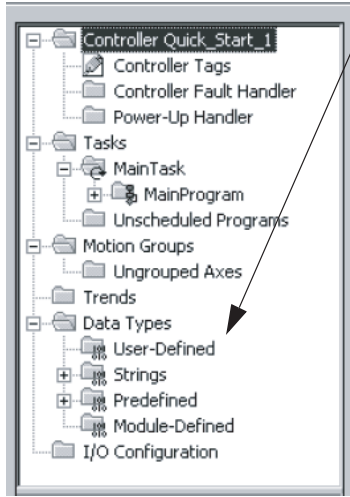 Controller Quick_Start_1
Controller Tags
Controller Fault Handler
Power-Up Handler
Tasks
MainTask
MainProgram
Unscheduled Programs
Motion Groups
Ungrouped Axes
Trends
Data Types
User-Defined
Strings
Predefined
Module-Defined
I/O Configuration